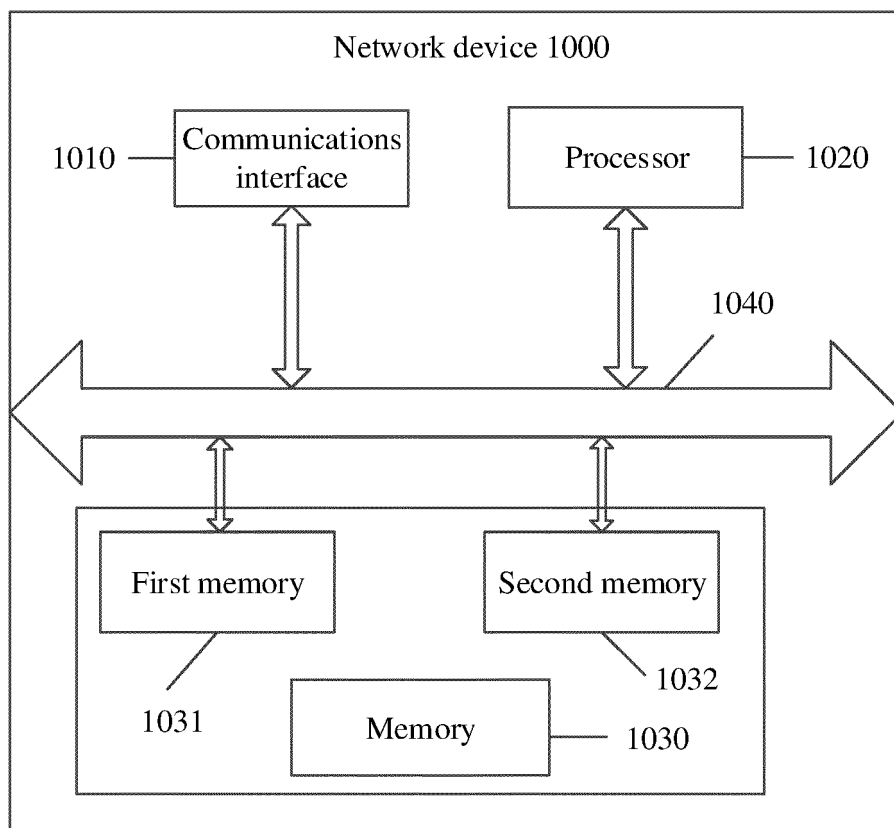 Network device 1000
1010
Communications
interface
Processor
1020
1040
First memory
Second memory
1031
1032
Memory
1030